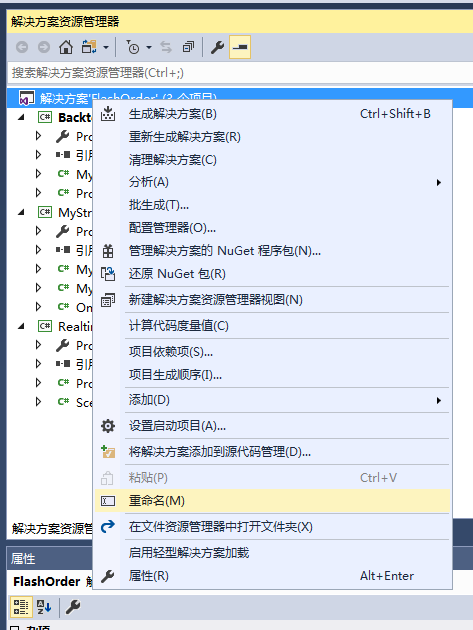 解决方案资源管理器
搜索解决方案资源管理器(Ctrl+;)
解决方案'FlashOrder' (3 个项目)
生成解决方案(B) Ctrl+Shift+B
重新生成解决方案(R)
清理解决方案(C)
分析(A)
批生成(T)...
配置管理器(O)...
管理解决方案的 NuGet 程序包(N)...
还原 NuGet 包(R)
新建解决方案资源管理器视图(N)
计算代码度量值(C)
项目依赖项(S)...
项目生成顺序(I)...
添加(D)
设置启动项目(A)...
将解决方案添加到源代码管理(D)...
粘贴(P) Ctrl+V
重命名(M)
在文件资源管理器中打开文件夹(X)
启用轻型解决方案加载
属性(R) Alt+Enter
C# Backte
Pro
引用
C# My
C# Pro
C# MyStr
Pro
引用
C# My
C# My
C# On
C# Realtin
Pro
引用
C# Pro
C# Sce
解决方案资源管
属性
FlashOrder 解
杂项